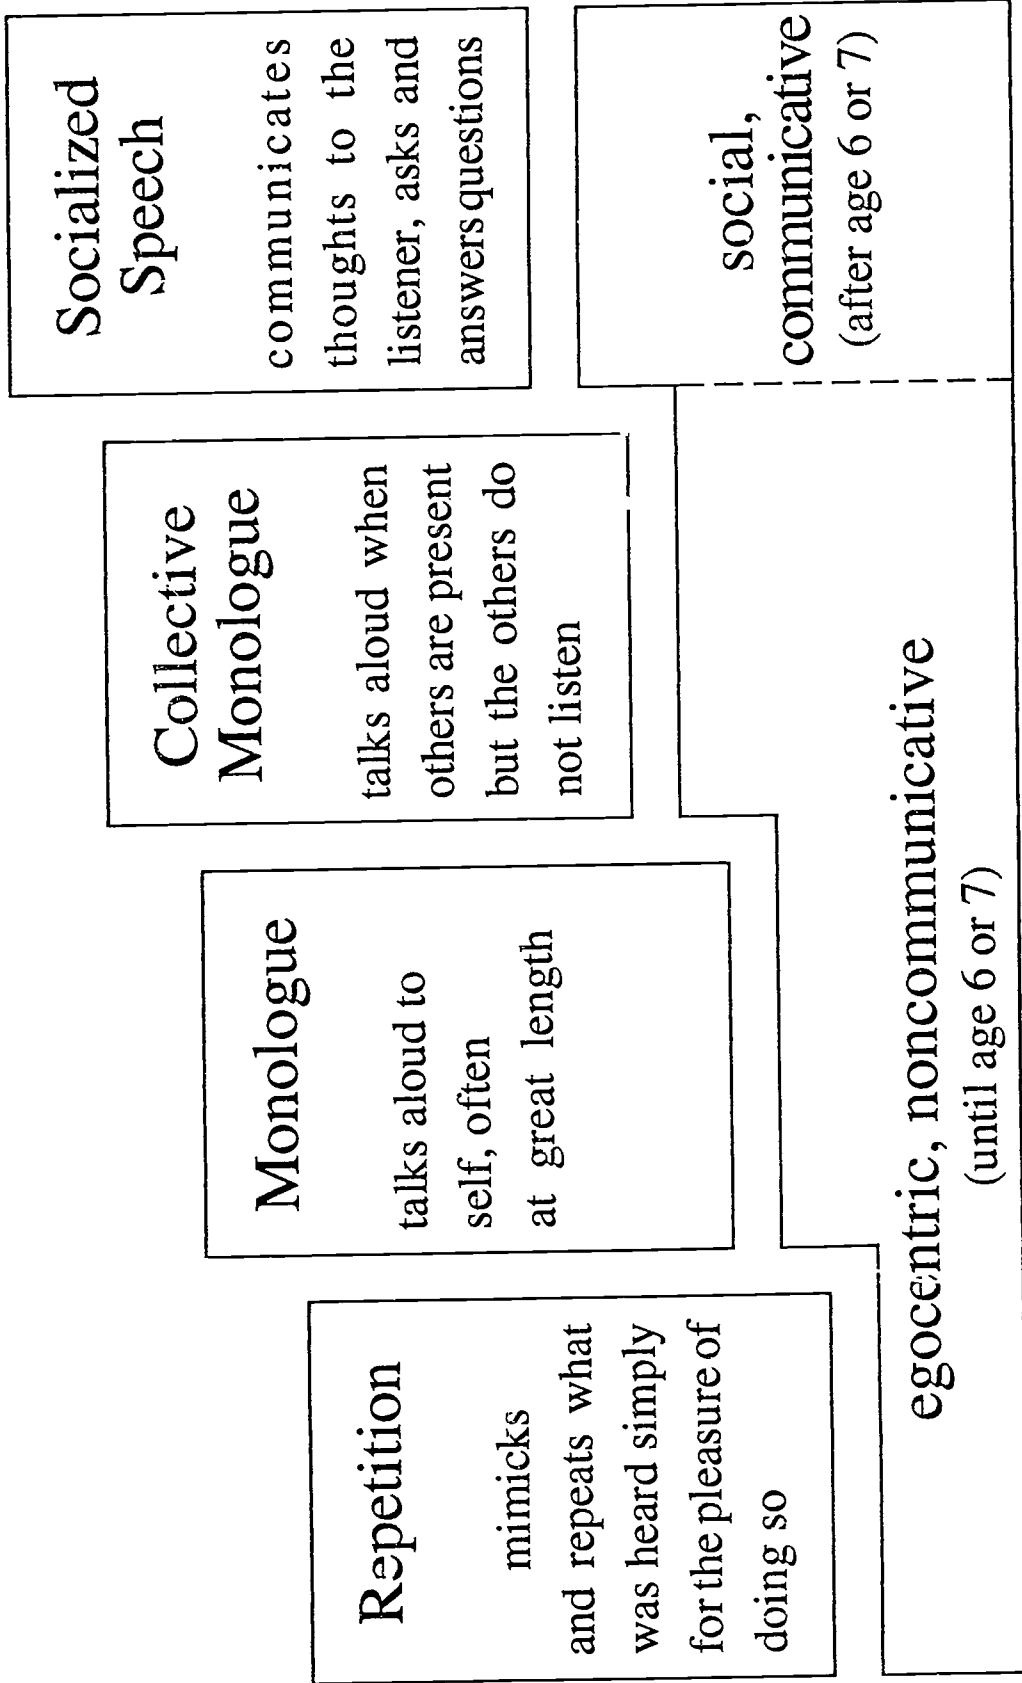 Repetition
mimicks
and repeats what
was heard simply
for the pleasure of
doing so
Monologue
talks aloud to
self, often
at great length
Collective
Monologue
talks aloud when
others are present
but the others do
not listen
Socialized
Speech
communicates
thoughts to the
listener, asks and
answers questions
egocentric, noncommunicative
(until age 6 or 7)
social,
communicative
(after age 6 or 7)